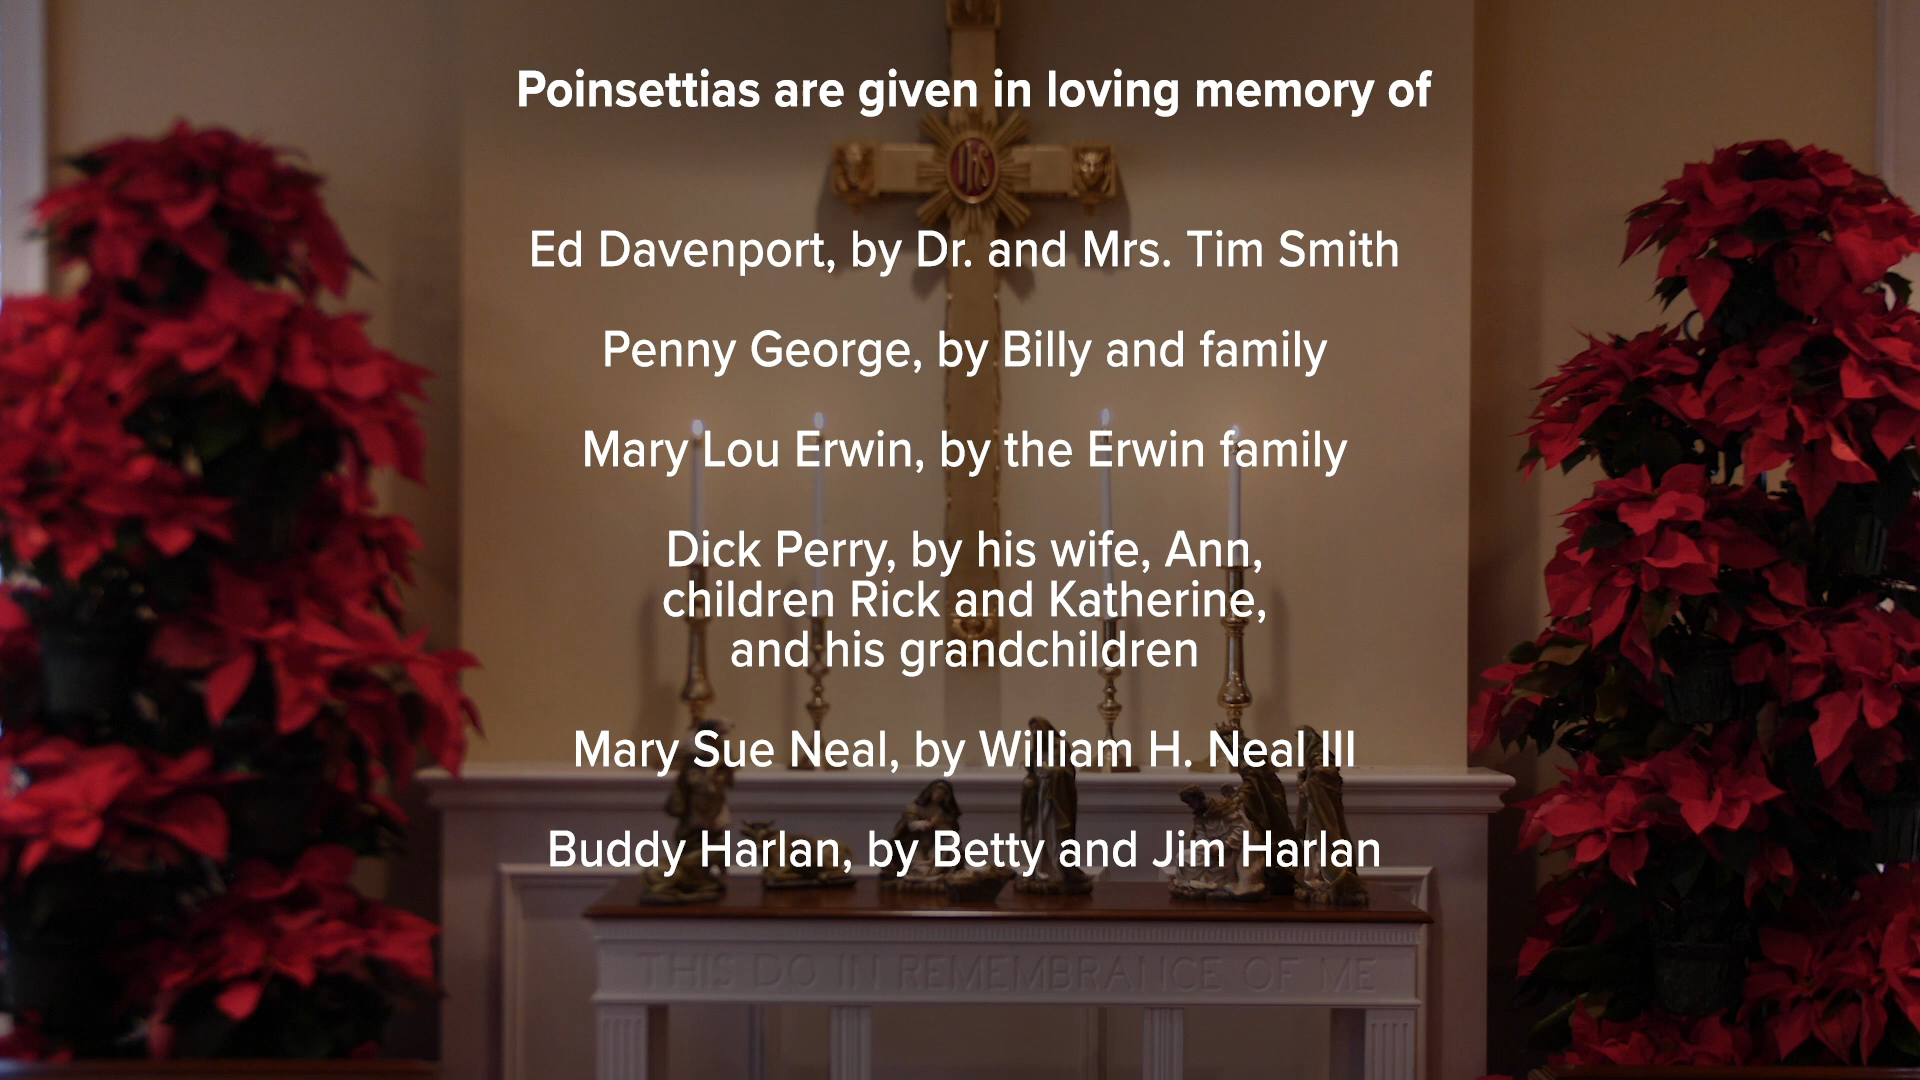 Poinsettias are given in loving memory of
IHS
Ed Davenport, by Dr. and Mrs. Tim Smith
Penny George, by Billy and family
Mary Lou Erwin, by the Erwin family
Dick Perry, by his wife, Ann,
children Rick and Katherine,
and his grandchildren
Mary Sue Neal, by William H. Neal III
Buddy Harlan, by Betty and Jim Harlan
THIS DO IN REMEMBRANCE OF ME